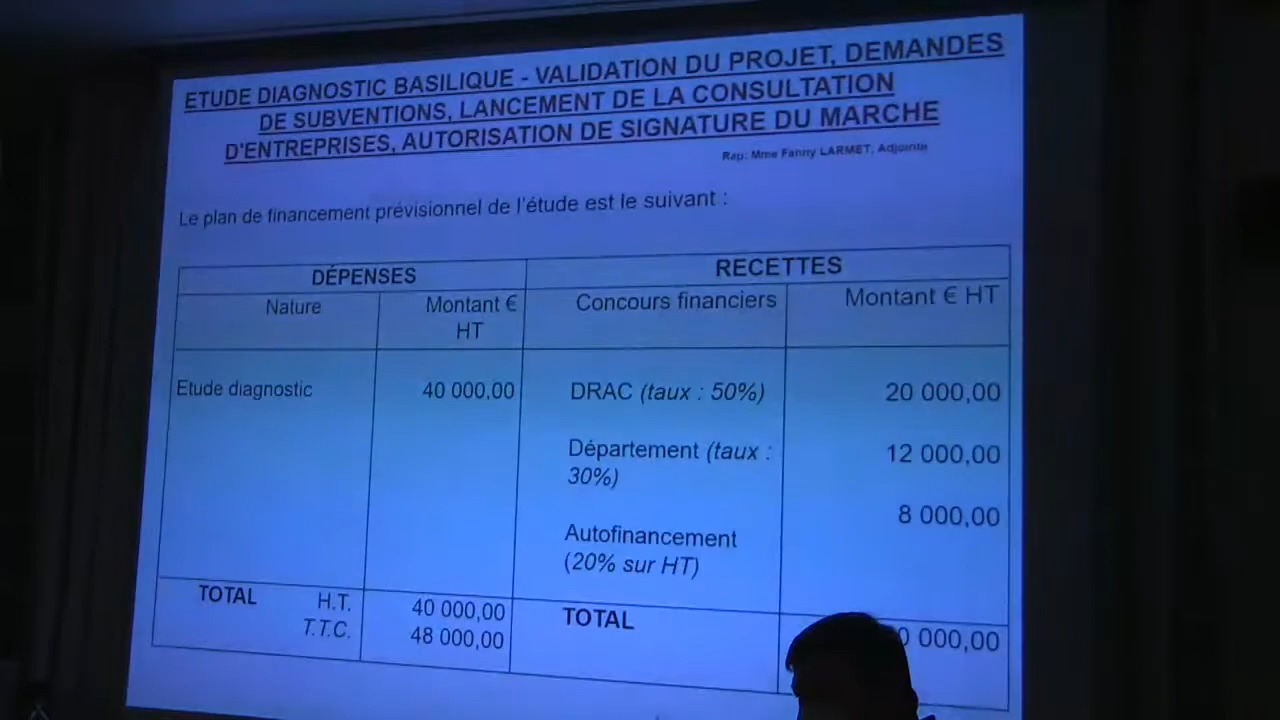 ETUDE DIAGNOSTIC BASILIQUE - VALIDATION DU PROJET, DEMANDES
DE SUBVENTIONS, LANCEMENT DE LA CONSULTATION
D'ENTREPRISES, AUTORISATION DE SIGNATURE DU MARCHE
Rap: Mme Fanny LARMET, Adjointe
Le plan de financement prévisionnel de l'étude est le suivant :
DÉPENSES RECETTES
Nature Montant € Concours financiers Montant € HT
HT
Etude diagnostic 40 000,00 DRAC (taux : 50%) 20 000,00
Département (taux : 12 000,00
30%)
8 000,00
Autofinancement
(20% sur HT)
TOTAL H.T. 40 000,00 TOTAL 0 000,00
T.T.C. 48 000,00